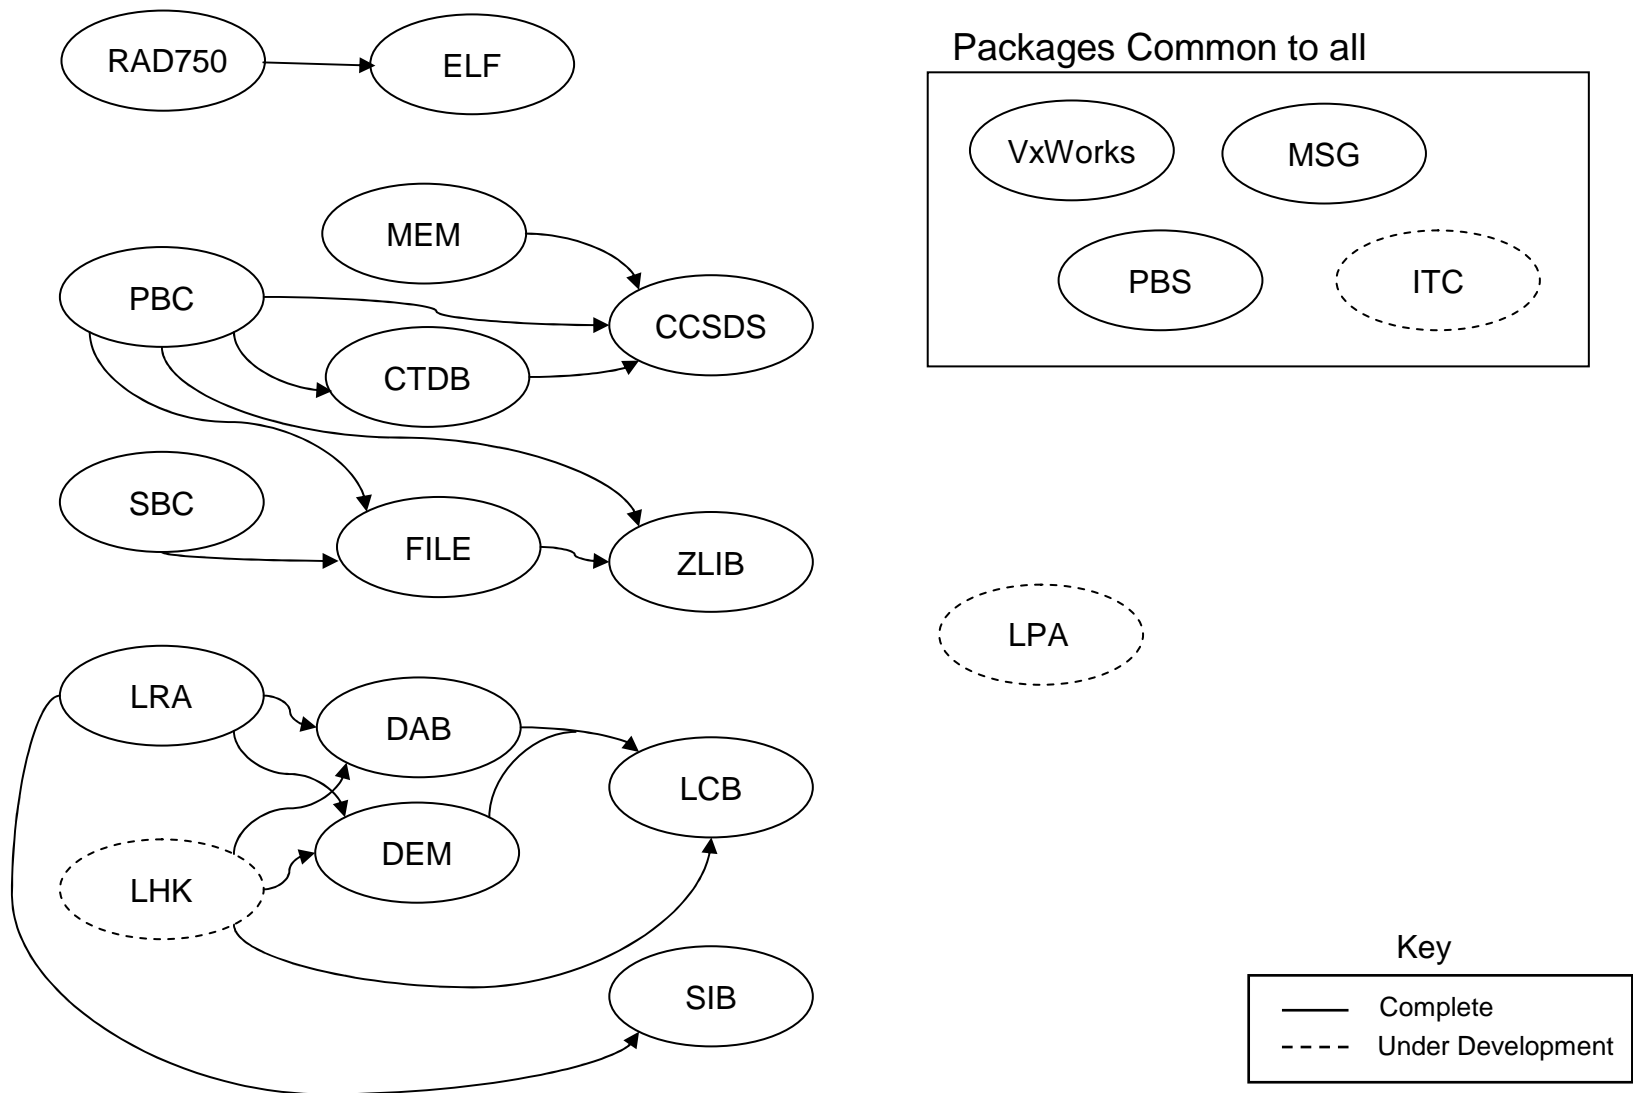 RAD750
ELF
Packages Common to all
VxWorks
MSG
PBS
ITC
MEM
PBC
CCSDS
CTDB
SBC
FILE
ZLIB
LPA
LRA
DAB
LCB
DEM
LHK
SIB
Key
Complete
Under Development